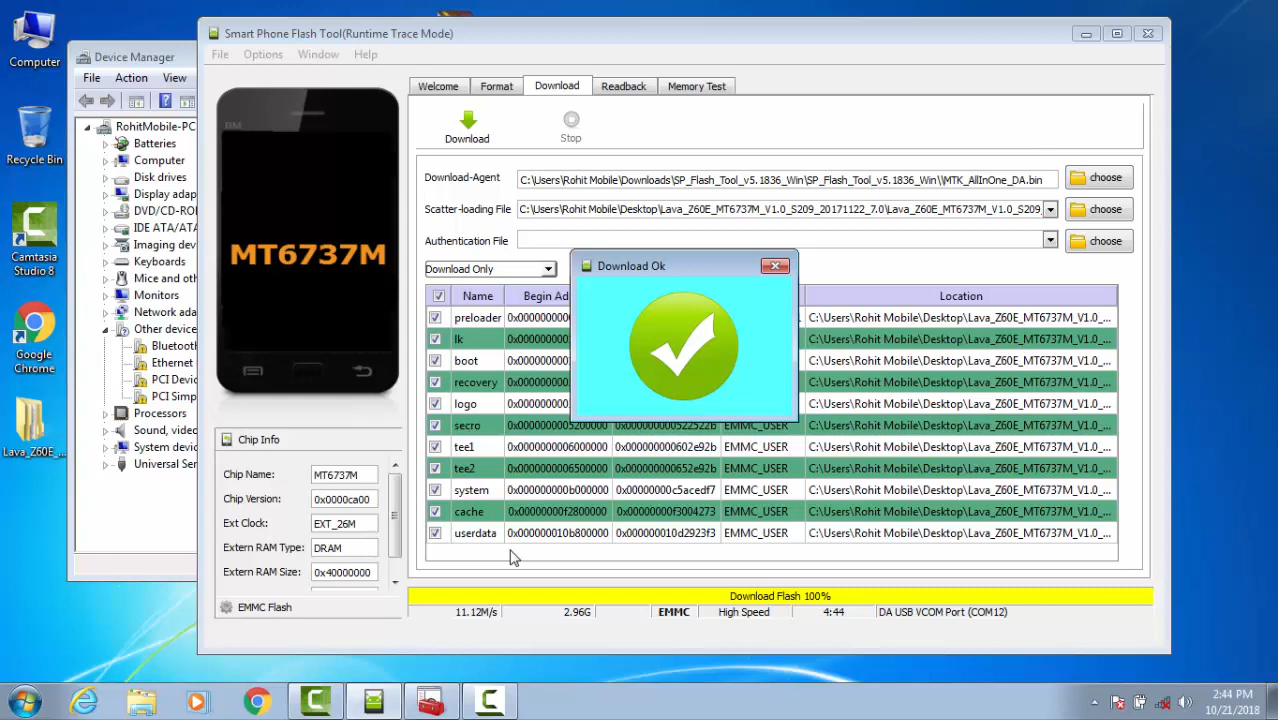 Computer
Recycle Bin
Camtasia
Studio 8
Google
Chrome
Lava_Z60E_...
Device Manager
File Action View
RohitMobile-PC
Batteries
Computer
Disk drives
Display adap
DVD/CD-RO
IDE ATA/ATA
Imaging devi
Keyboards
Mice and othe
Monitors
Network ada
Other device
Bluetooth
Ethernet
PCI Devic
PCI Simp
Processors
Sound, video
System devic
Universal Ser
Smart Phone Flash Tool(Runtime Trace Mode)
File Options Window Help
BM
MT6737M
Chip Info
Chip Name: MT6737M
Chip Version: 0x0000ca00
Ext Clock: EXT_26M
Extern RAM Type: DRAM
Extern RAM Size: 0x40000000
EMMC Flash
Welcome Format Download Readback Memory Test
Download Stop
Download-Agent C:\Users\Rohit Mobile\Downloads\SP_Flash_Tool_v5.1836_Win\SP_Flash_Tool_v5.1836_Win\\MTK_AllInOne_DA.bin choose
Scatter-loading File C:\Users\Rohit Mobile\Desktop\Lava_Z60E_MT6737M_V1.0_S209_20171122_7.0\Lava_Z60E_MT6737M_V1.0_S209_ choose
Authentication File choose
Download Only
Download Ok
Name Begin Ad Location
preloader 0x000000000 C:\Users\Rohit Mobile\Desktop\Lava_Z60E_MT6737M_V1.0_...
lk 0x000000000 C:\Users\Rohit Mobile\Desktop\Lava_Z60E_MT6737M_V1.0_...
boot 0x000000000 C:\Users\Rohit Mobile\Desktop\Lava_Z60E_MT6737M_V1.0_...
recovery 0x000000000 C:\Users\Rohit Mobile\Desktop\Lava_Z60E_MT6737M_V1.0_...
logo 0x000000000 C:\Users\Rohit Mobile\Desktop\Lava_Z60E_MT6737M_V1.0_...
secro 0x0000000005200000 0x000000000522522b EMMC_USER C:\Users\Rohit Mobile\Desktop\Lava_Z60E_MT6737M_V1.0_...
tee1 0x0000000006000000 0x000000000602e92b EMMC_USER C:\Users\Rohit Mobile\Desktop\Lava_Z60E_MT6737M_V1.0_...
tee2 0x0000000006500000 0x000000000652e92b EMMC_USER C:\Users\Rohit Mobile\Desktop\Lava_Z60E_MT6737M_V1.0_...
system 0x000000000b000000 0x00000000c5acedf7 EMMC_USER C:\Users\Rohit Mobile\Desktop\Lava_Z60E_MT6737M_V1.0_...
cache 0x00000000f2800000 0x00000000f3004273 EMMC_USER C:\Users\Rohit Mobile\Desktop\Lava_Z60E_MT6737M_V1.0_...
userdata 0x000000010b800000 0x000000010d2923f3 EMMC_USER C:\Users\Rohit Mobile\Desktop\Lava_Z60E_MT6737M_V1.0_...
Download Flash 100%
11.12M/s 2.96G EMMC High Speed 4:44 DA USB VCOM Port (COM12)
2:44 PM
10/21/2018